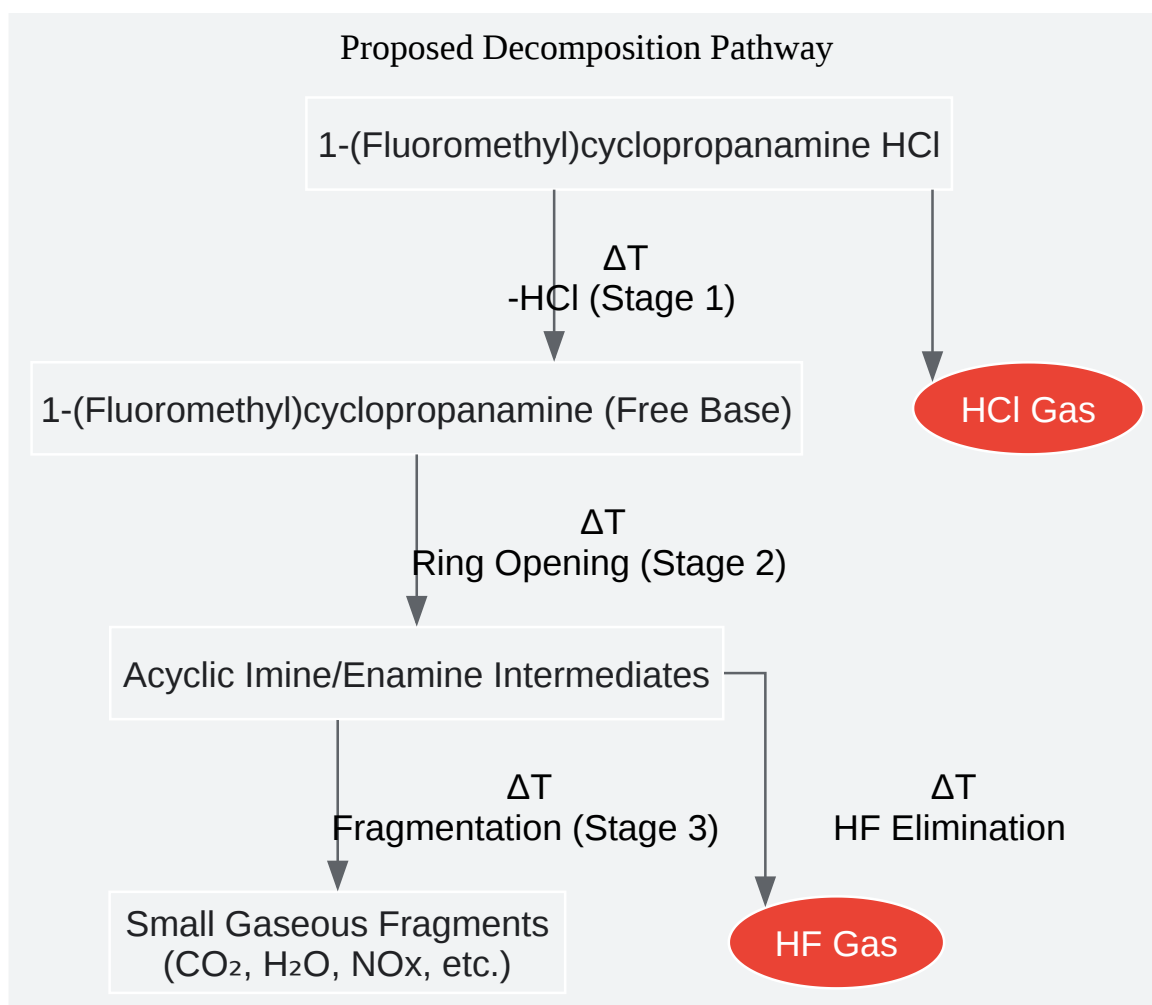 Proposed Decomposition Pathway
1-(Fluoromethyl)cyclopropanamine HCl
ΔT
-HCl (Stage 1)
1-(Fluoromethyl)cyclopropanamine (Free Base)
HCl Gas
ΔT
Ring Opening (Stage 2)
Acyclic Imine/Enamine Intermediates
ΔT
Fragmentation (Stage 3)
ΔT
HF Elimination
Small Gaseous Fragments
(CO₂, H₂O, NOx, etc.)
HF Gas